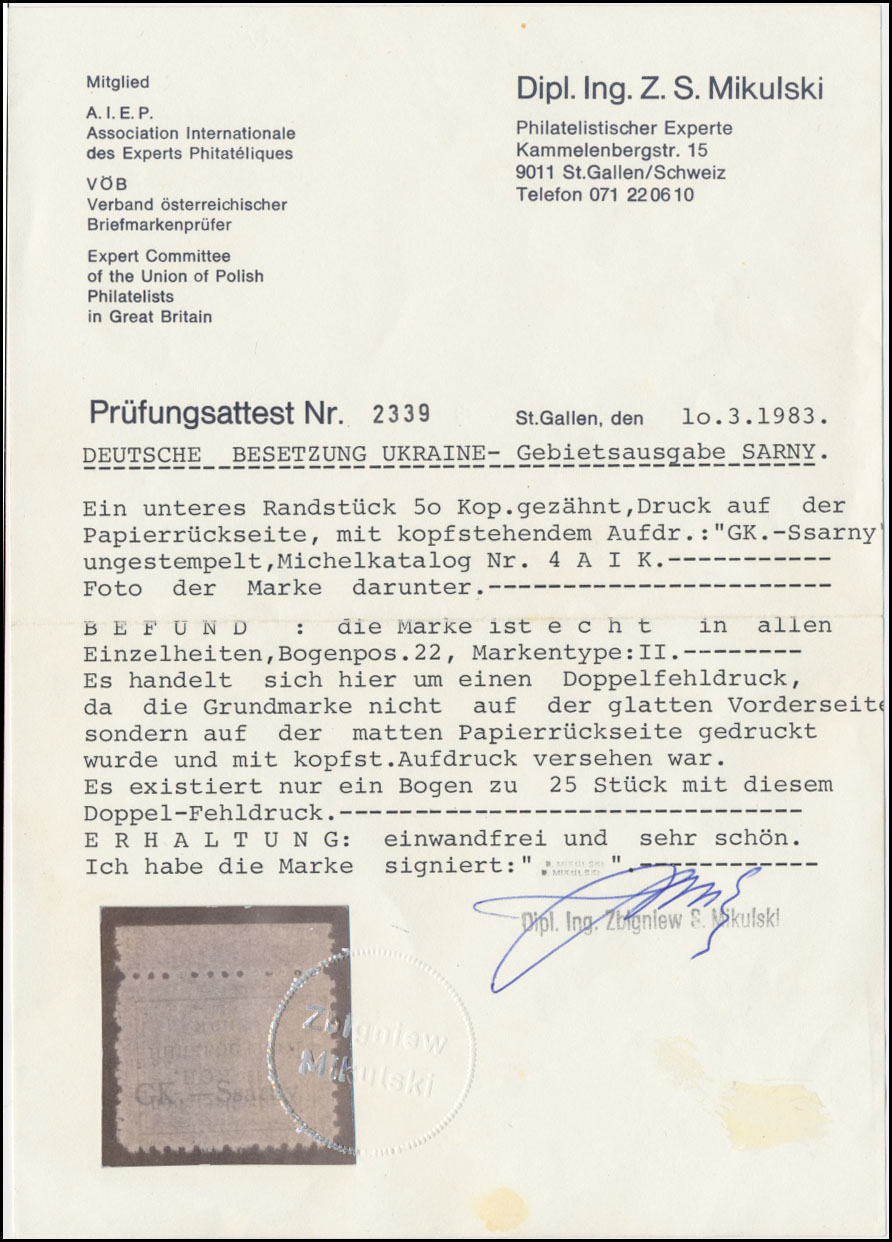 Mitglied
A. I. E. P.
Association Internationale
des Experts Phitatéliques
VÖB
Verband österreichischer
Briefmarkenprüfer
Expert Committee
of the Union of Polish
Philatelists
in Great Britain
Dipl. Ing. Z. S. Mikulski
Philatelistischer Experte
Kammelenbergstr. 15
9011 St.Gallen/Schweiz
Telefon 071 220610
Prüfungsattest Nr. 2339
St.Gallen, den 1o.3.1983.
DEUTSCHE BESETZUNG UKRAINE- Gebietsausgabe SARNY.
Ein unteres Randstück 5o Kop.gezähnt,Druck auf der
Papierrückseite, mit kopfstehendem Aufdr.:"GK.-Ssarny"
ungestempelt,Michelkatalog Nr. 4 A I K.-----------
Foto der Marke darunter.-----------------------
B E F U N D : die Marke ist e c h t in allen
Einzelheiten,Bogenpos.22, Markentype:II.--------
Es handelt sich hier um einen Doppelfehldruck,
da die Grundmarke nicht auf der glatten Vorderseite
sondern auf der matten Papierrückseite gedruckt
wurde und mit kopfst.Aufdruck versehen war.
Es existiert nur ein Bogen zu 25 Stück mit diesem
Doppel-Fehldruck.-------------------------------
E R H A L T U N G: einwandfrei und sehr schön.
Ich habe die Marke signiert:" MIKULSKI
MIKULSKI ".------------
Dipl. Ing. Zbigniew S. Mikulski
Zbigniew
Mikulski
GK.-Ssarny